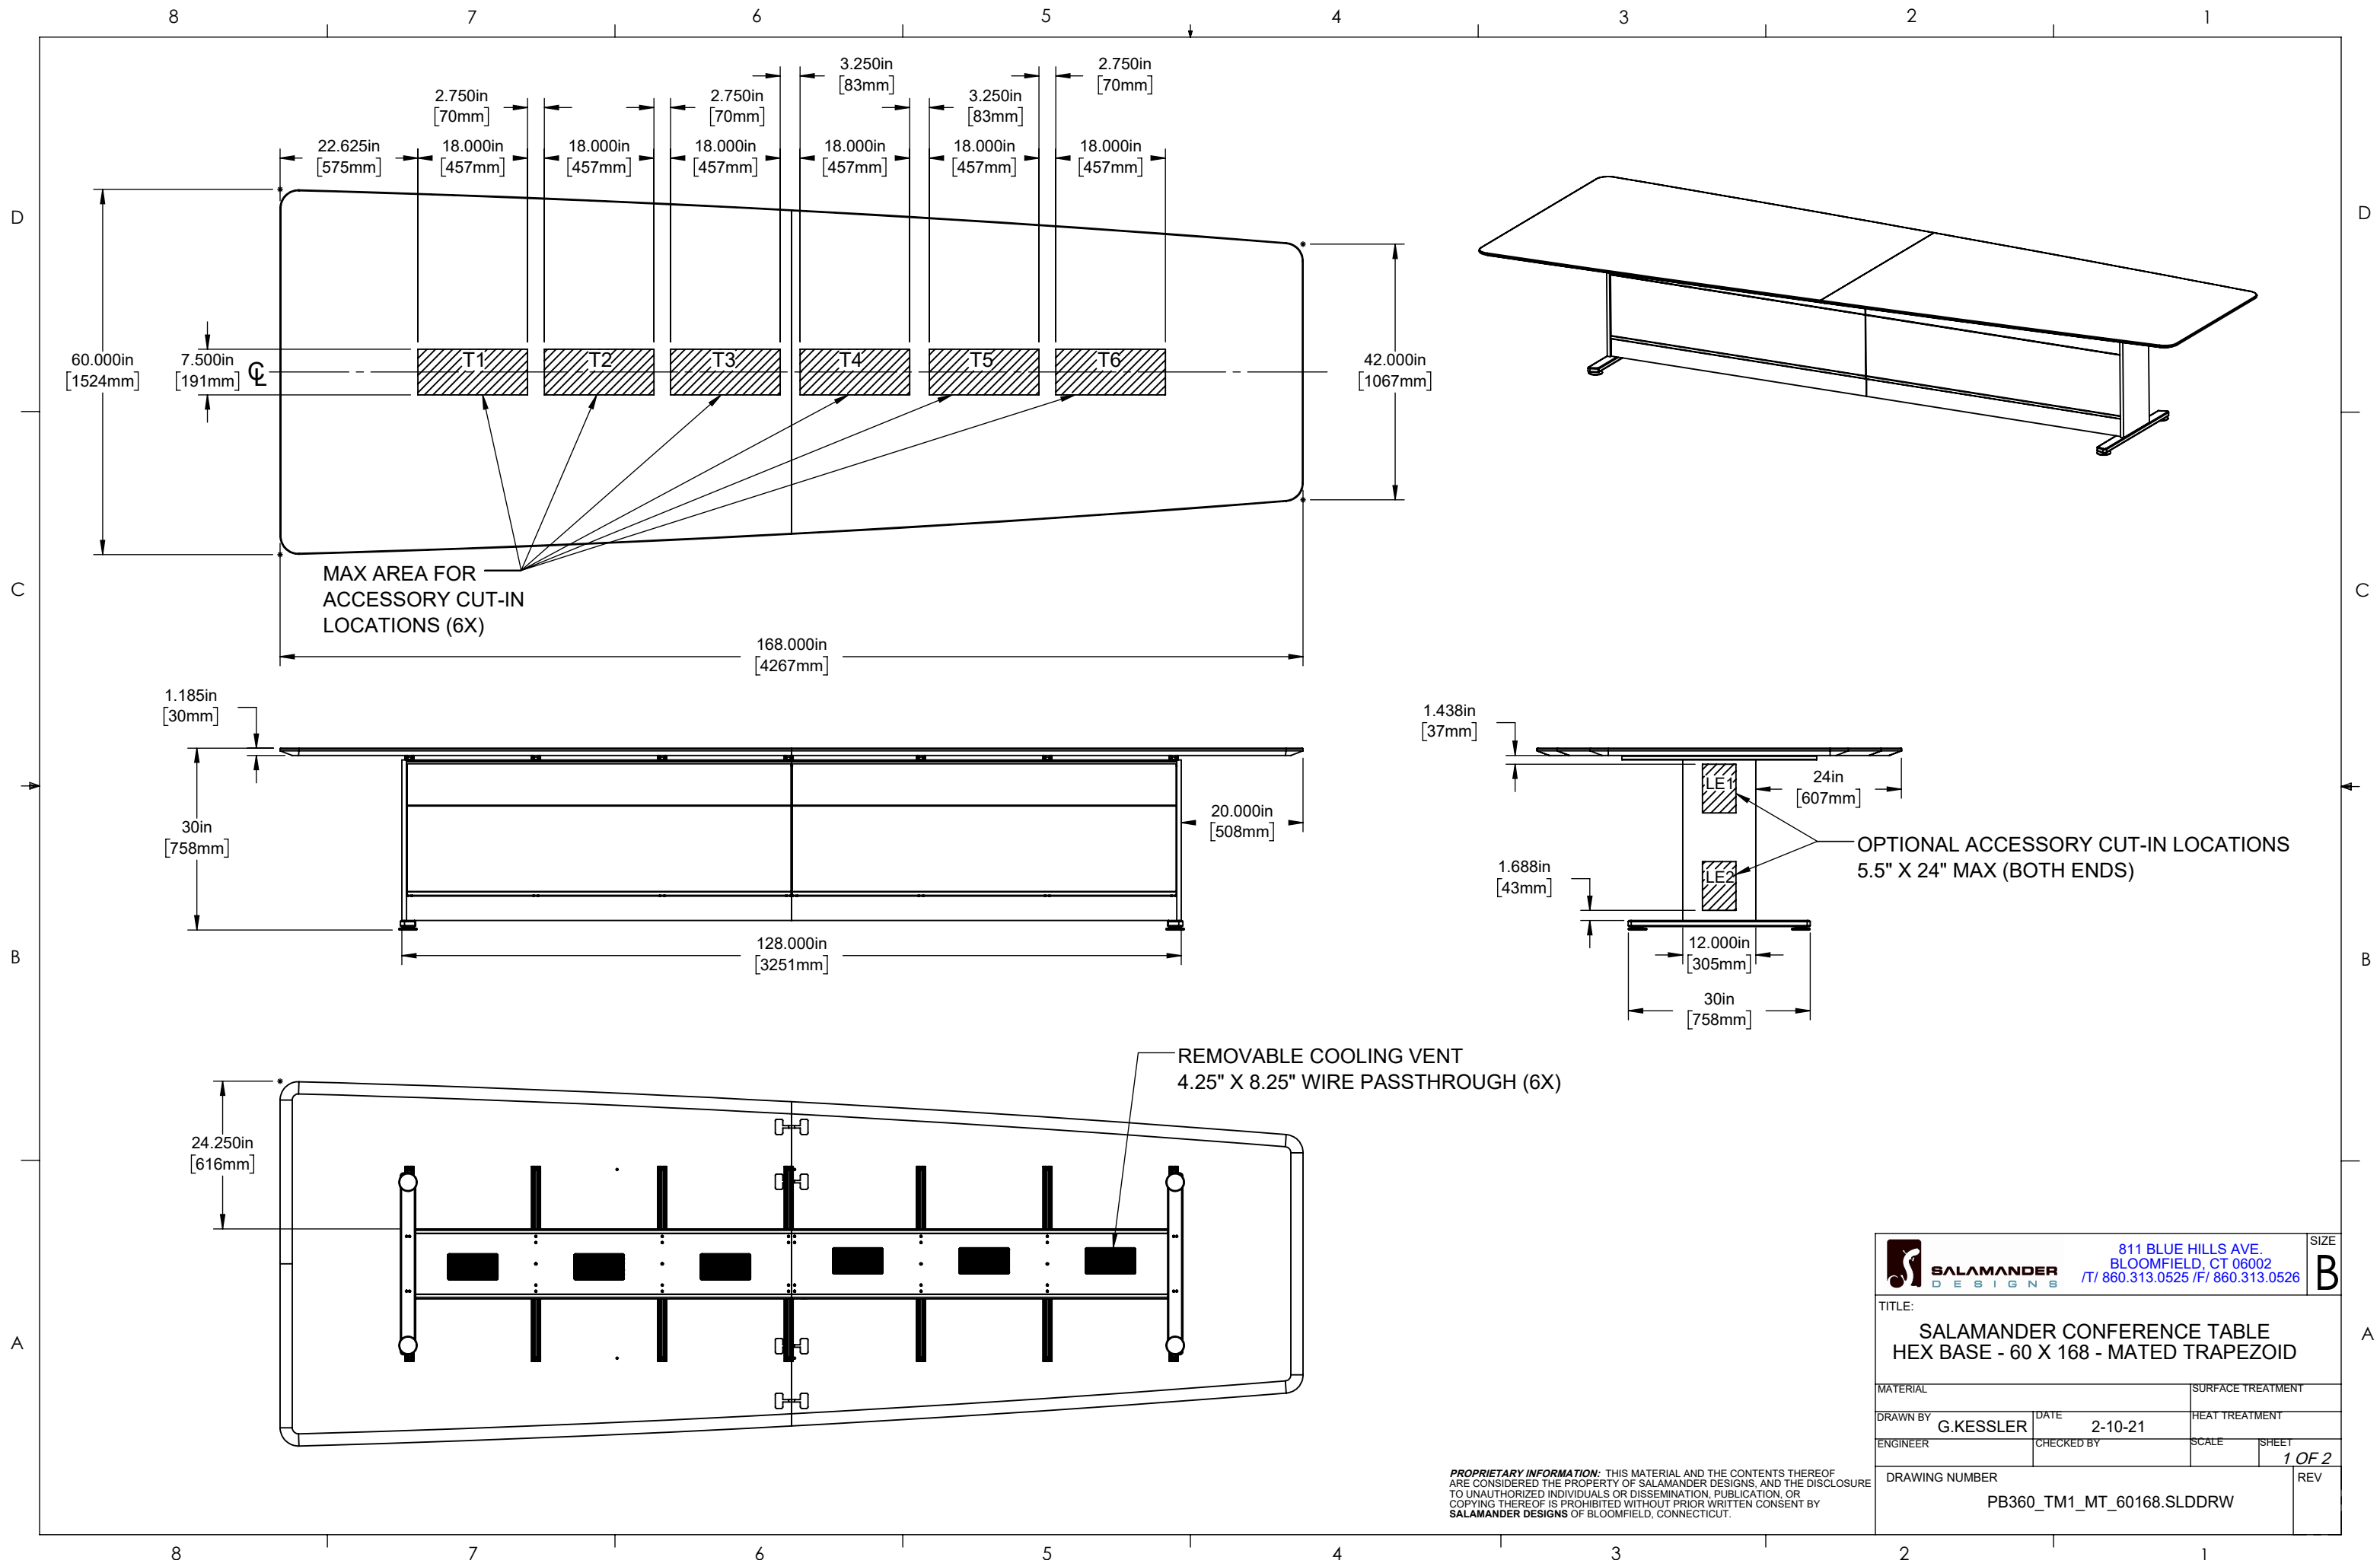 8 7 6 5 4 3 2 1
D
C
B
A
D
C
B
A
3.250in
[83mm]
2.750in
[70mm]
2.750in
[70mm]
2.750in
[70mm]
3.250in
[83mm]
22.625in
[575mm]
18.000in
[457mm]
18.000in
[457mm]
18.000in
[457mm]
18.000in
[457mm]
18.000in
[457mm]
18.000in
[457mm]
60.000in
[1524mm]
7.500in
[191mm]
CL
T1 T2 T3 T4 T5 T6
42.000in
[1067mm]
MAX AREA FOR
ACCESSORY CUT-IN
LOCATIONS (6X)
168.000in
[4267mm]
1.185in
[30mm]
30in
[758mm]
20.000in
[508mm]
128.000in
[3251mm]
1.438in
[37mm]
LE1
24in
[607mm]
OPTIONAL ACCESSORY CUT-IN LOCATIONS
5.5" X 24" MAX (BOTH ENDS)
1.688in
[43mm]
LE2
12.000in
[305mm]
30in
[758mm]
REMOVABLE COOLING VENT
4.25" X 8.25" WIRE PASSTHROUGH (6X)
24.250in
[616mm]
SALAMANDER
DESIGNS
811 BLUE HILLS AVE.
BLOOMFIELD, CT 06002
/T/ 860.313.0525 /F/ 860.313.0526
SIZE
B
TITLE:
SALAMANDER CONFERENCE TABLE
HEX BASE - 60 X 168 - MATED TRAPEZOID
MATERIAL
SURFACE TREATMENT
DRAWN BY G.KESSLER
DATE 2-10-21
HEAT TREATMENT
ENGINEER
CHECKED BY
SCALE
SHEET
1 OF 2
DRAWING NUMBER
PB360_TM1_MT_60168.SLDDRW
REV
PROPRIETARY INFORMATION: THIS MATERIAL AND THE CONTENTS THEREOF
ARE CONSIDERED THE PROPERTY OF SALAMANDER DESIGNS, AND THE DISCLOSURE
TO UNAUTHORIZED INDIVIDUALS OR DISSEMINATION, PUBLICATION, OR
COPYING THEREOF IS PROHIBITED WITHOUT PRIOR WRITTEN CONSENT BY
SALAMANDER DESIGNS OF BLOOMFIELD, CONNECTICUT.
8 7 6 5 4 3 2 1